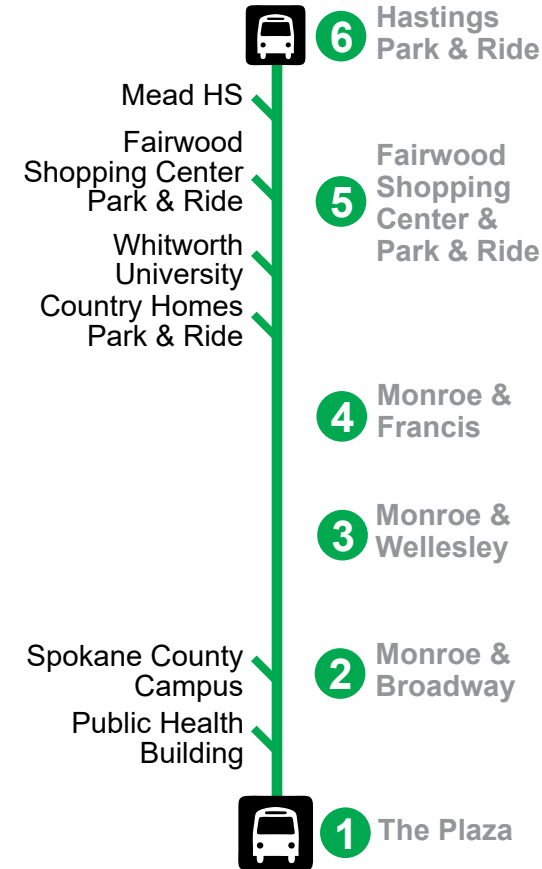 6
Hastings
Park & Ride
Mead HS
Fairwood
Shopping Center
Park & Ride
5
Fairwood
Shopping
Center &
Park & Ride
Whitworth
University
Country Homes
Park & Ride
4
Monroe &
Francis
3
Monroe &
Wellesley
Spokane County
Campus
2
Monroe &
Broadway
Public Health
Building
1
The Plaza